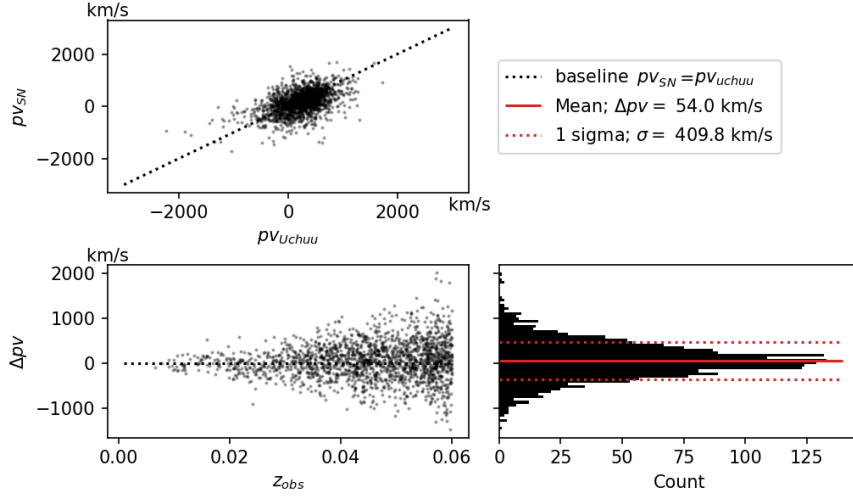 km/s
2000
0
−2000
pv_SN
−2000
0
2000
km/s
pv_Uchuu
baseline pv_SN=pv_uchuu
Mean; Δpv = 54.0 km/s
1 sigma; σ = 409.8 km/s
km/s
2000
1000
0
−1000
Δpv
0.00
0.02
0.04
0.06
z_obs
0
25
50
75
100
125
Count